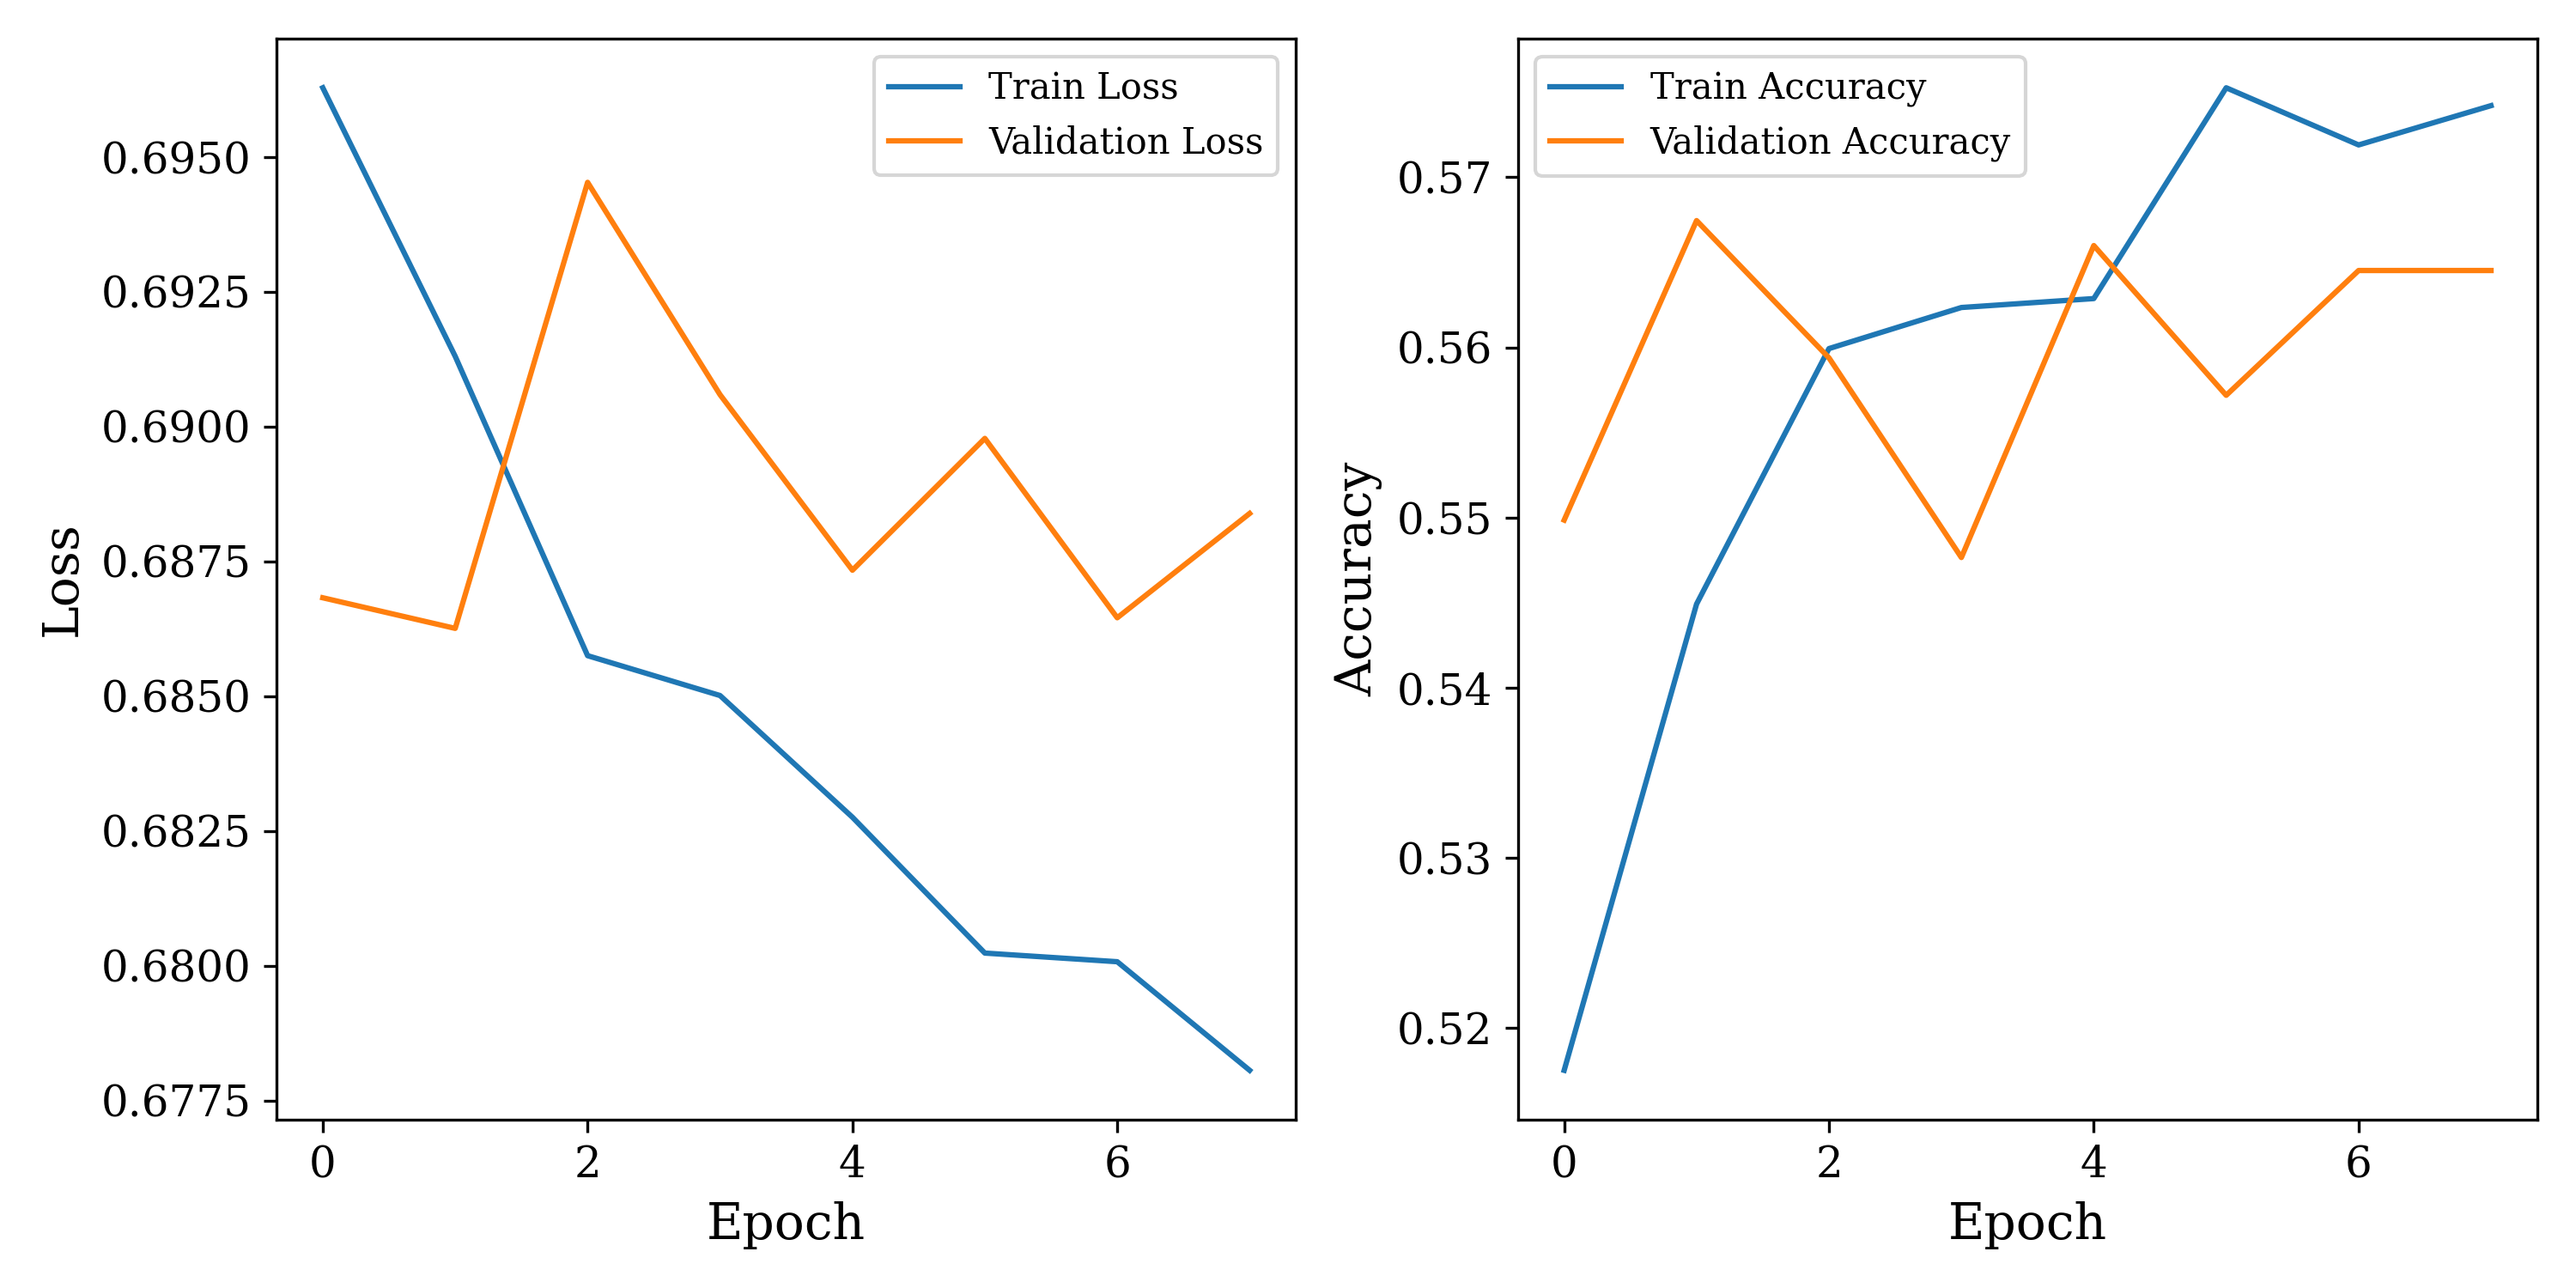 Loss
0.6950
0.6925
0.6900
0.6875
0.6850
0.6825
0.6800
0.6775
0 2 4 6
Epoch
Train Loss
Validation Loss
Accuracy
0.57
0.56
0.55
0.54
0.53
0.52
0 2 4 6
Epoch
Train Accuracy
Validation Accuracy